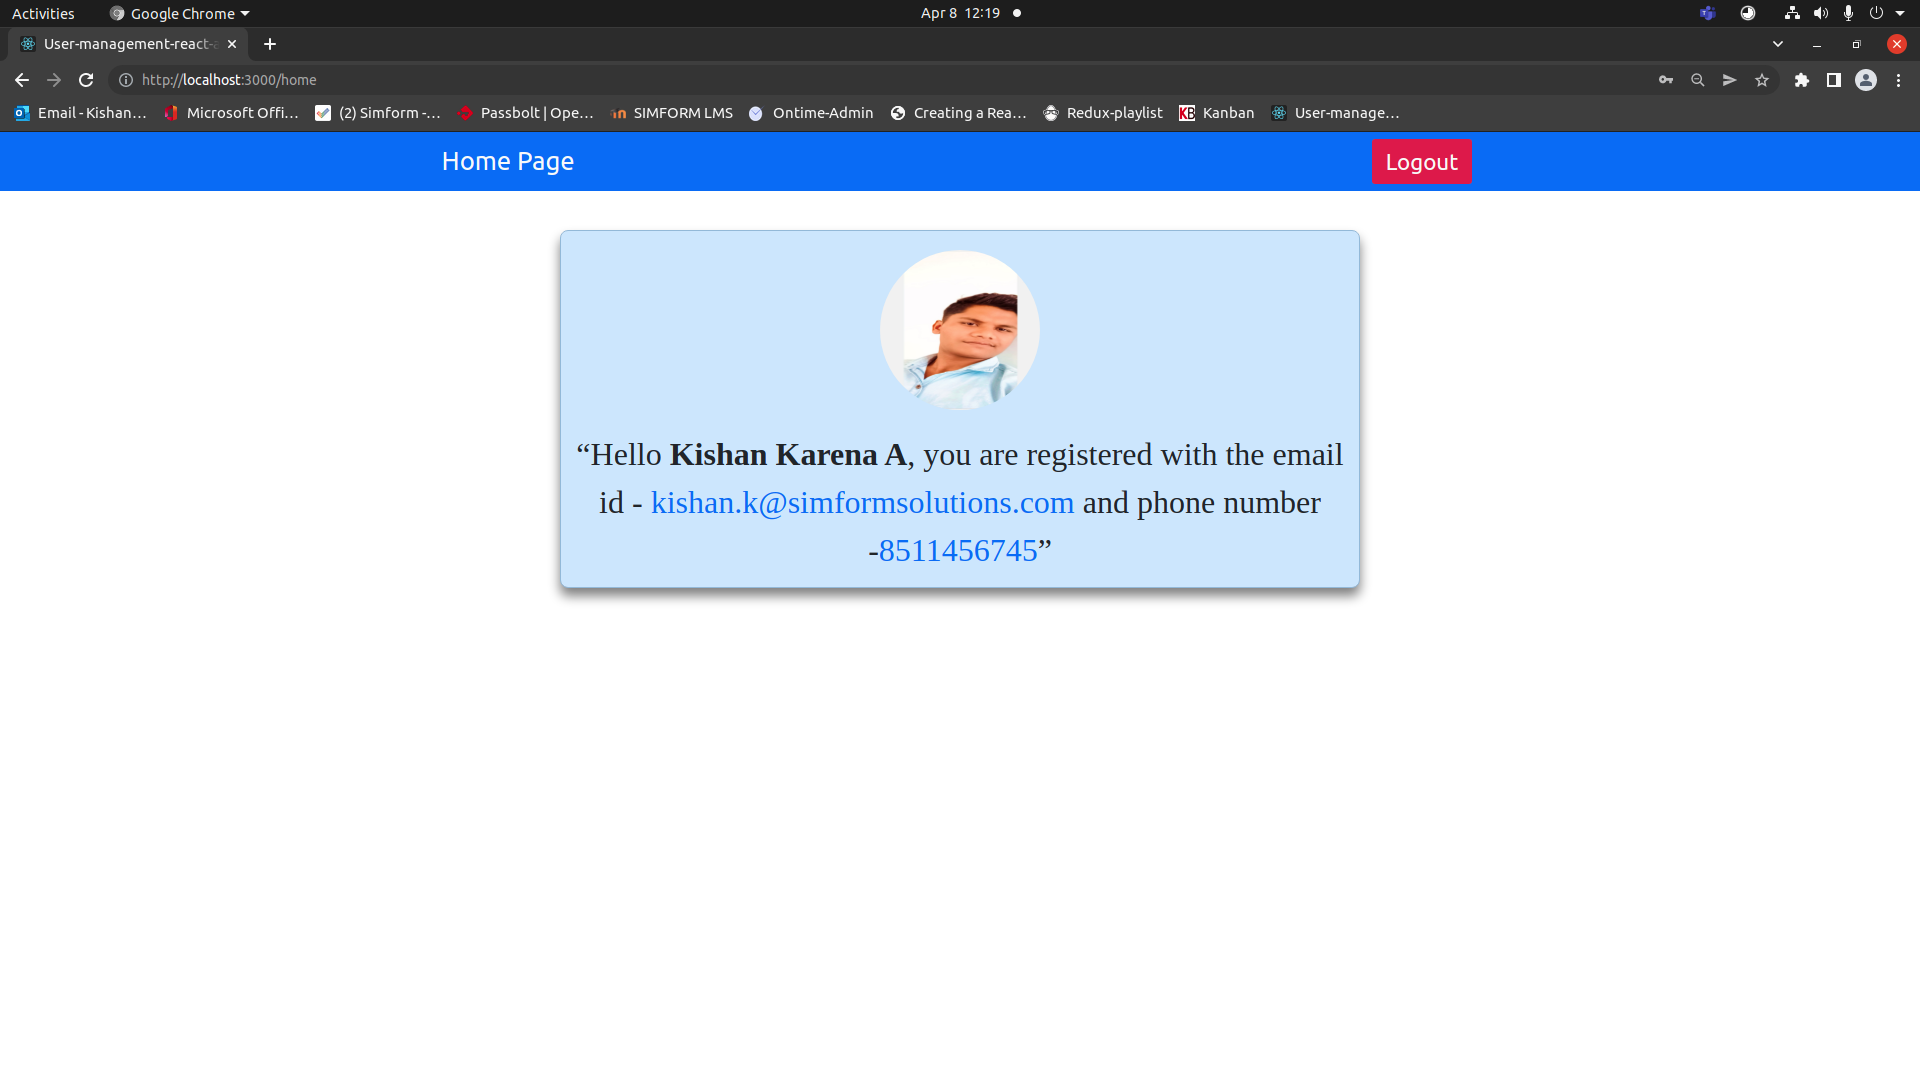 Activities
Google Chrome
Apr 8 12:19
User-management-react-a
http://localhost:3000/home
Email - Kishan…
Microsoft Offi…
(2) Simform -…
Passbolt | Ope…
SIMFORM LMS
Ontime-Admin
Creating a Rea…
Redux-playlist
KB Kanban
User-manage…
Home Page
Logout
“Hello Kishan Karena A, you are registered with the email
id - kishan.k@simformsolutions.com and phone number
-8511456745”